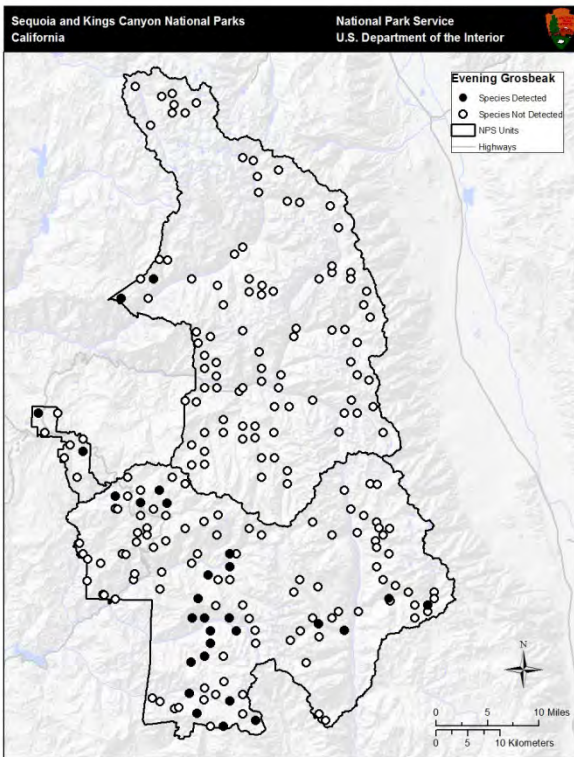 Sequoia and Kings Canyon National Parks
California
National Park Service
U.S. Department of the Interior
Evening Grosbeak
Species Detected
Species Not Detected
NPS Units
Highways
N
0 5 10 Miles
0 5 10 Kilometers